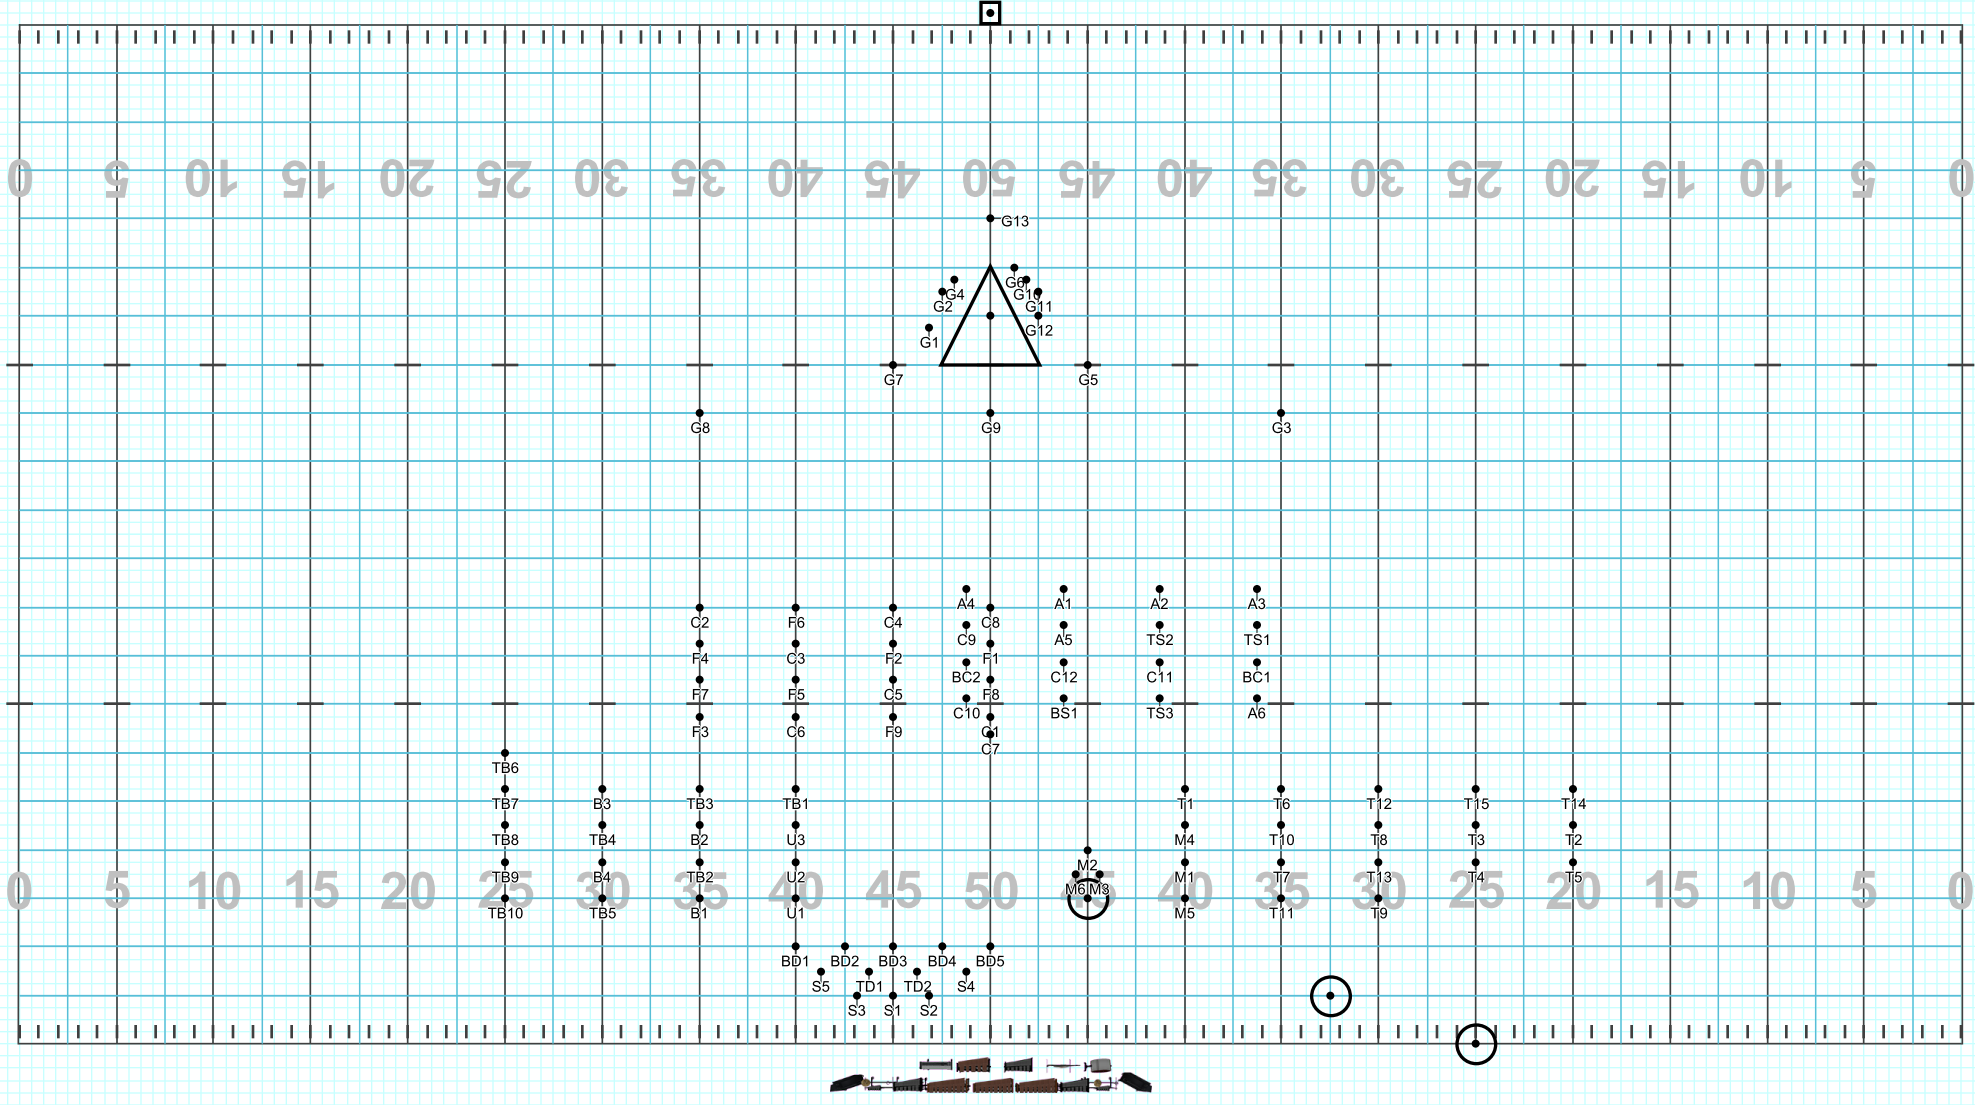 0 5 10 15 20 25 30 35 40 45 50 45 40 35 30 25 20 15 10 5 0
G13
G6
G4 G10
G2 G11
G12
G1
G7 G5
G8 G9 G3
A4 A1 A2 A3
C2 F6 C4 C8
C9 A5 TS2 TS1
F4 C3 F2 F1
BC2 C12 C11 BC1
F7 F5 C5 F8
C10 BS1 TS3 A6
F3 C6 F9 C1
C7
TB6
TB7 B3 TB3 TB1 T1 T6 T12 T15 T14
TB8 TB4 B2 U3 M4 T10 T8 T3 T2
M2
TB9 B4 TB2 U2 M1 T7 T13 T4 T5
M6 M3
0 5 10 15 20 25 30 35 40 45 50 45 40 35 30 25 20 15 10 5 0
TB10 TB5 B1 U1 M5 T11 T9
BD1 BD2 BD3 BD4 BD5
S5 TD1 TD2 S4
S3 S1 S2